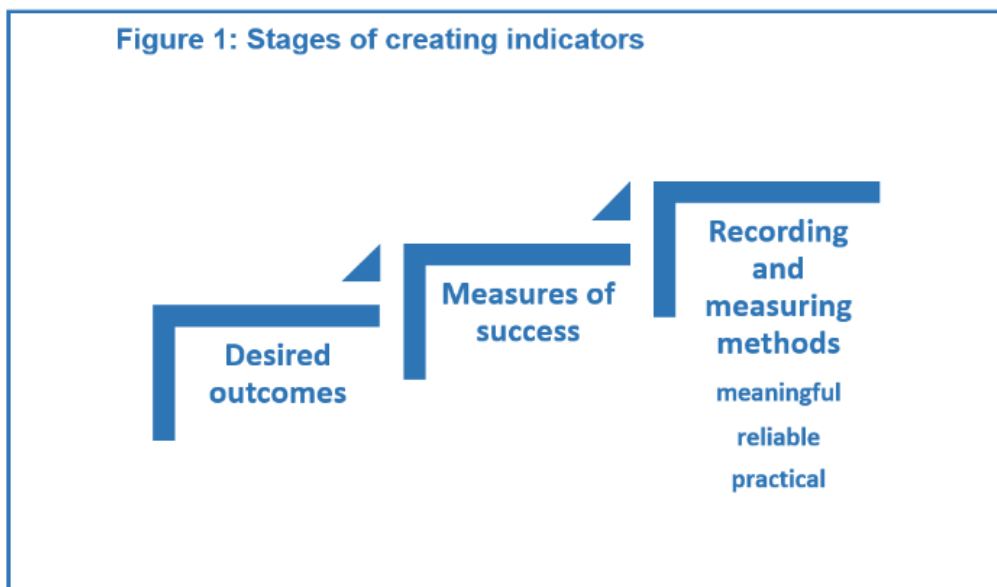 Figure 1: Stages of creating indicators
Desired
outcomes
Measures of
success
Recording
and
measuring
methods
meaningful
reliable
practical